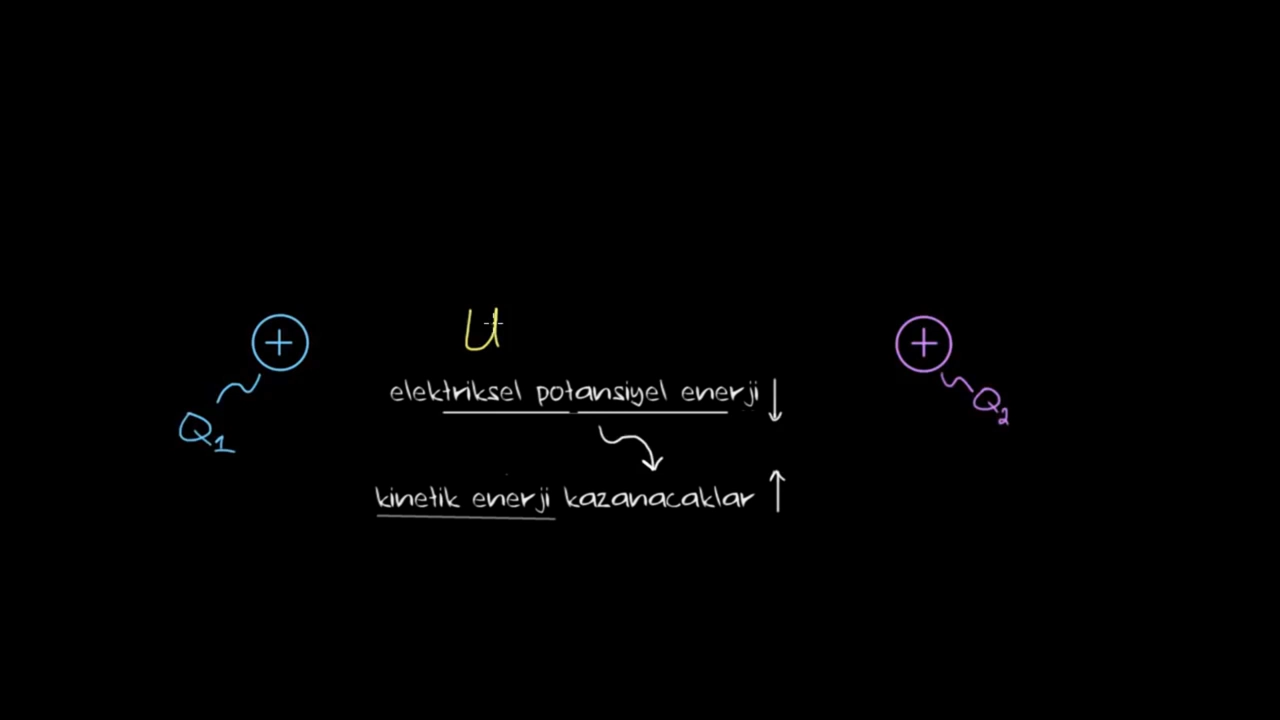 U
+
+
elektriksel potansiyel enerji ↓
Q₂
Q₁
kinetik enerji kazanacaklar ↑